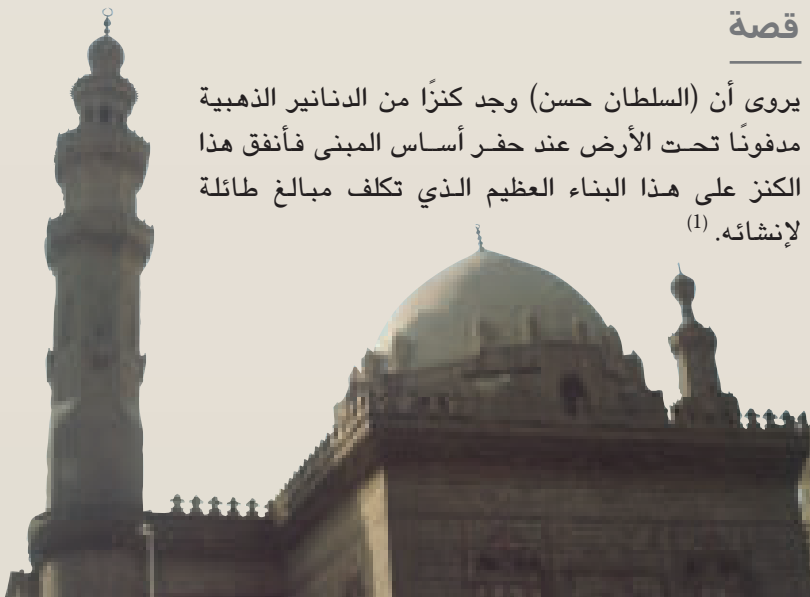 قصة
يروى أن (السلطان حسن) وجد كنزًا من الدنانير الذهبية
مدفونًا تحت الأرض عند حفر أساس المبنى فأنفق هذا
الكنز على هذا البناء العظيم الذي تكلف مبالغ طائلة
لإنشائه. (1)